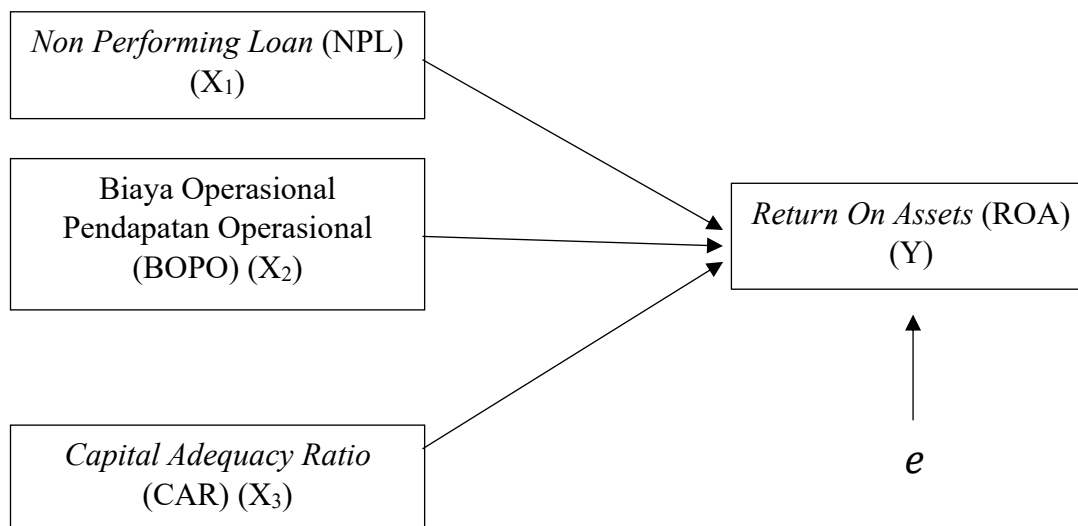 Non Performing Loan (NPL)
(X₁)
Biaya Operasional
Pendapatan Operasional
(BOPO) (X₂)
Return On Assets (ROA)
(Y)
Capital Adequacy Ratio
(CAR) (X₃)
e